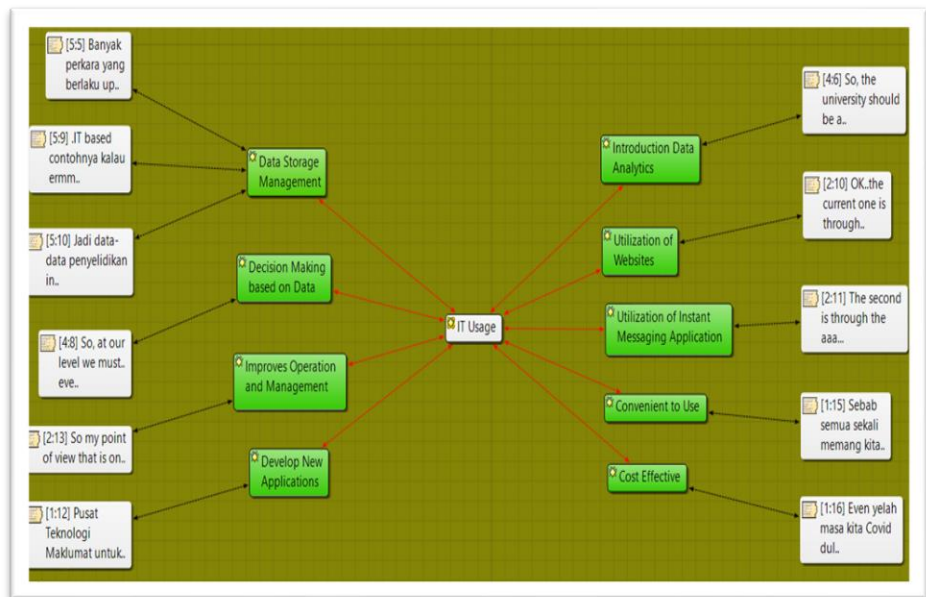 [5:5] Banyak
perkara yang
berlaku up..
[5:9] .IT based
contohnya kalau
ermm..
[5:10] Jadi data-
data penyelidikan
in..
[4:8] So, at our
level we must..
eve..
[2:13] So my point
of view that is on..
[1:12] Pusat
Teknologi
Maklumat untuk..
Data Storage
Management
Decision Making
based on Data
Improves Operation
and Management
Develop New
Applications
IT Usage
Introduction Data
Analytics
Utilization of
Websites
Utilization of Instant
Messaging Application
Convenient to Use
Cost Effective
[4:6] So, the
university should
be a..
[2:10] OK..the
current one is
through..
[2:11] The second
is through the
aaa...
[1:15] Sebab
semua sekali
memang kita..
[1:16] Even yelah
masa kita Covid
dul..